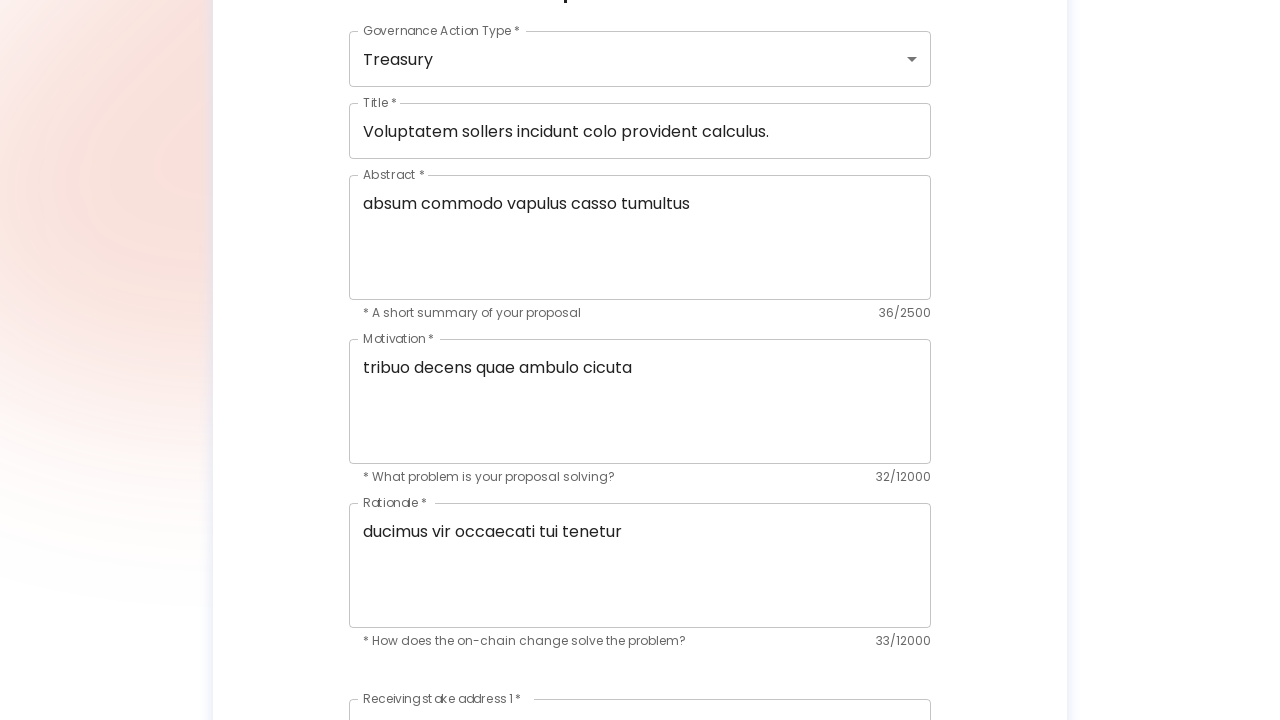 Governance Action Type *
Treasury
Title *
Voluptatem sollers incidunt colo provident calculus.
Abstract *
absum commodo vapulus casso tumultus
* A short summary of your proposal 36/2500
Motivation *
tribuo decens quae ambulo cicuta
* What problem is your proposal solving? 32/12000
Rationale *
ducimus vir occaecati tui tenetur
* How does the on-chain change solve the problem? 33/12000
Receiving stake address 1 *